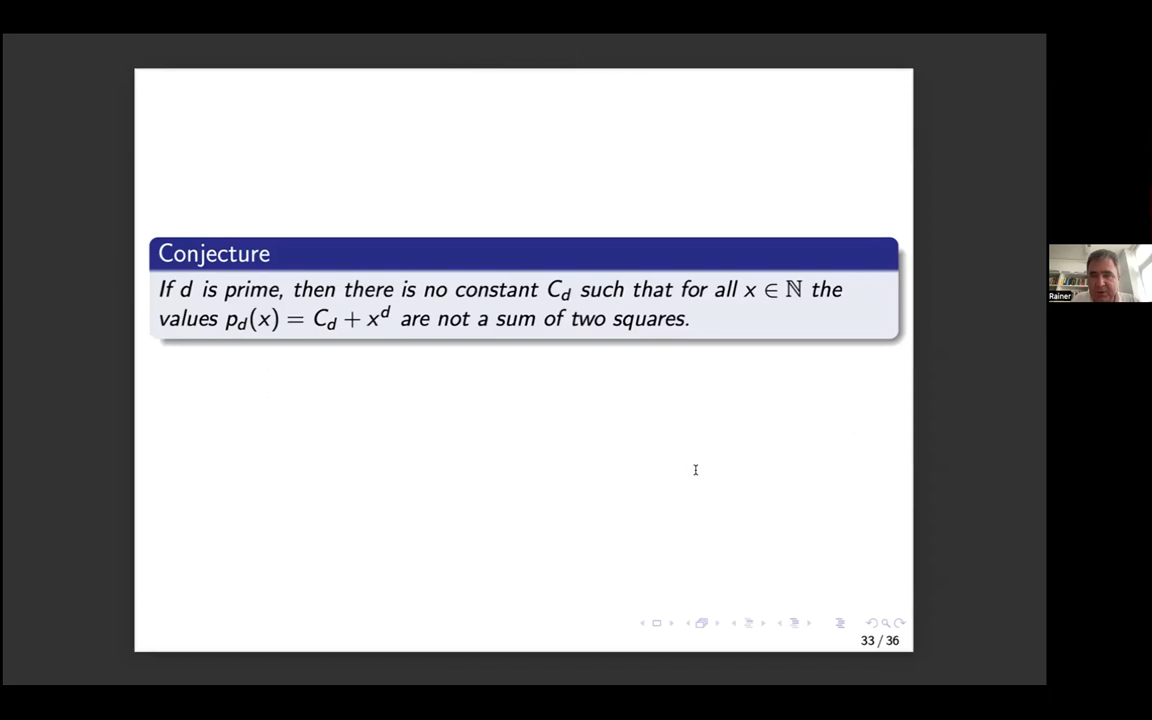 Conjecture
If d is prime, then there is no constant C_d such that for all x ∈ ℕ the
values p_d(x) = C_d + x^d are not a sum of two squares.
Rainer
33 / 36